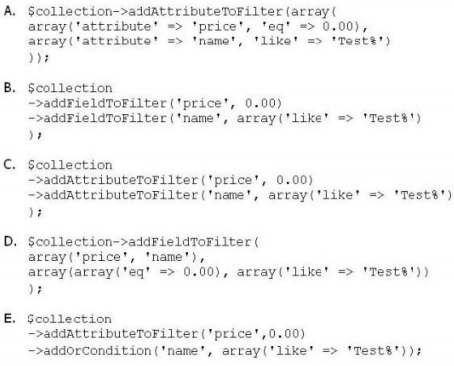 A. $collection->addAttributeToFilter(array(
array('attribute' => 'price', 'eq' => 0.00),
array('attribute' => 'name', 'like' => 'Test%')
));
B. $collection
->addFieldToFilter('price', 0.00)
->addFieldToFilter('name', array('like' => 'Test%')
);
C. $collection
->addAttributeToFilter('price', 0.00)
->addAttributeToFilter('name', array('like' => 'Test%')
);
D. $collection->addFieldToFilter(
array('price', 'name'),
array(array('eq' => 0.00), array('like' => 'Test%'))
);
E. $collection
->addAttributeToFilter('price',0.00)
->addOrCondition('name', array('like' => 'Test%'));